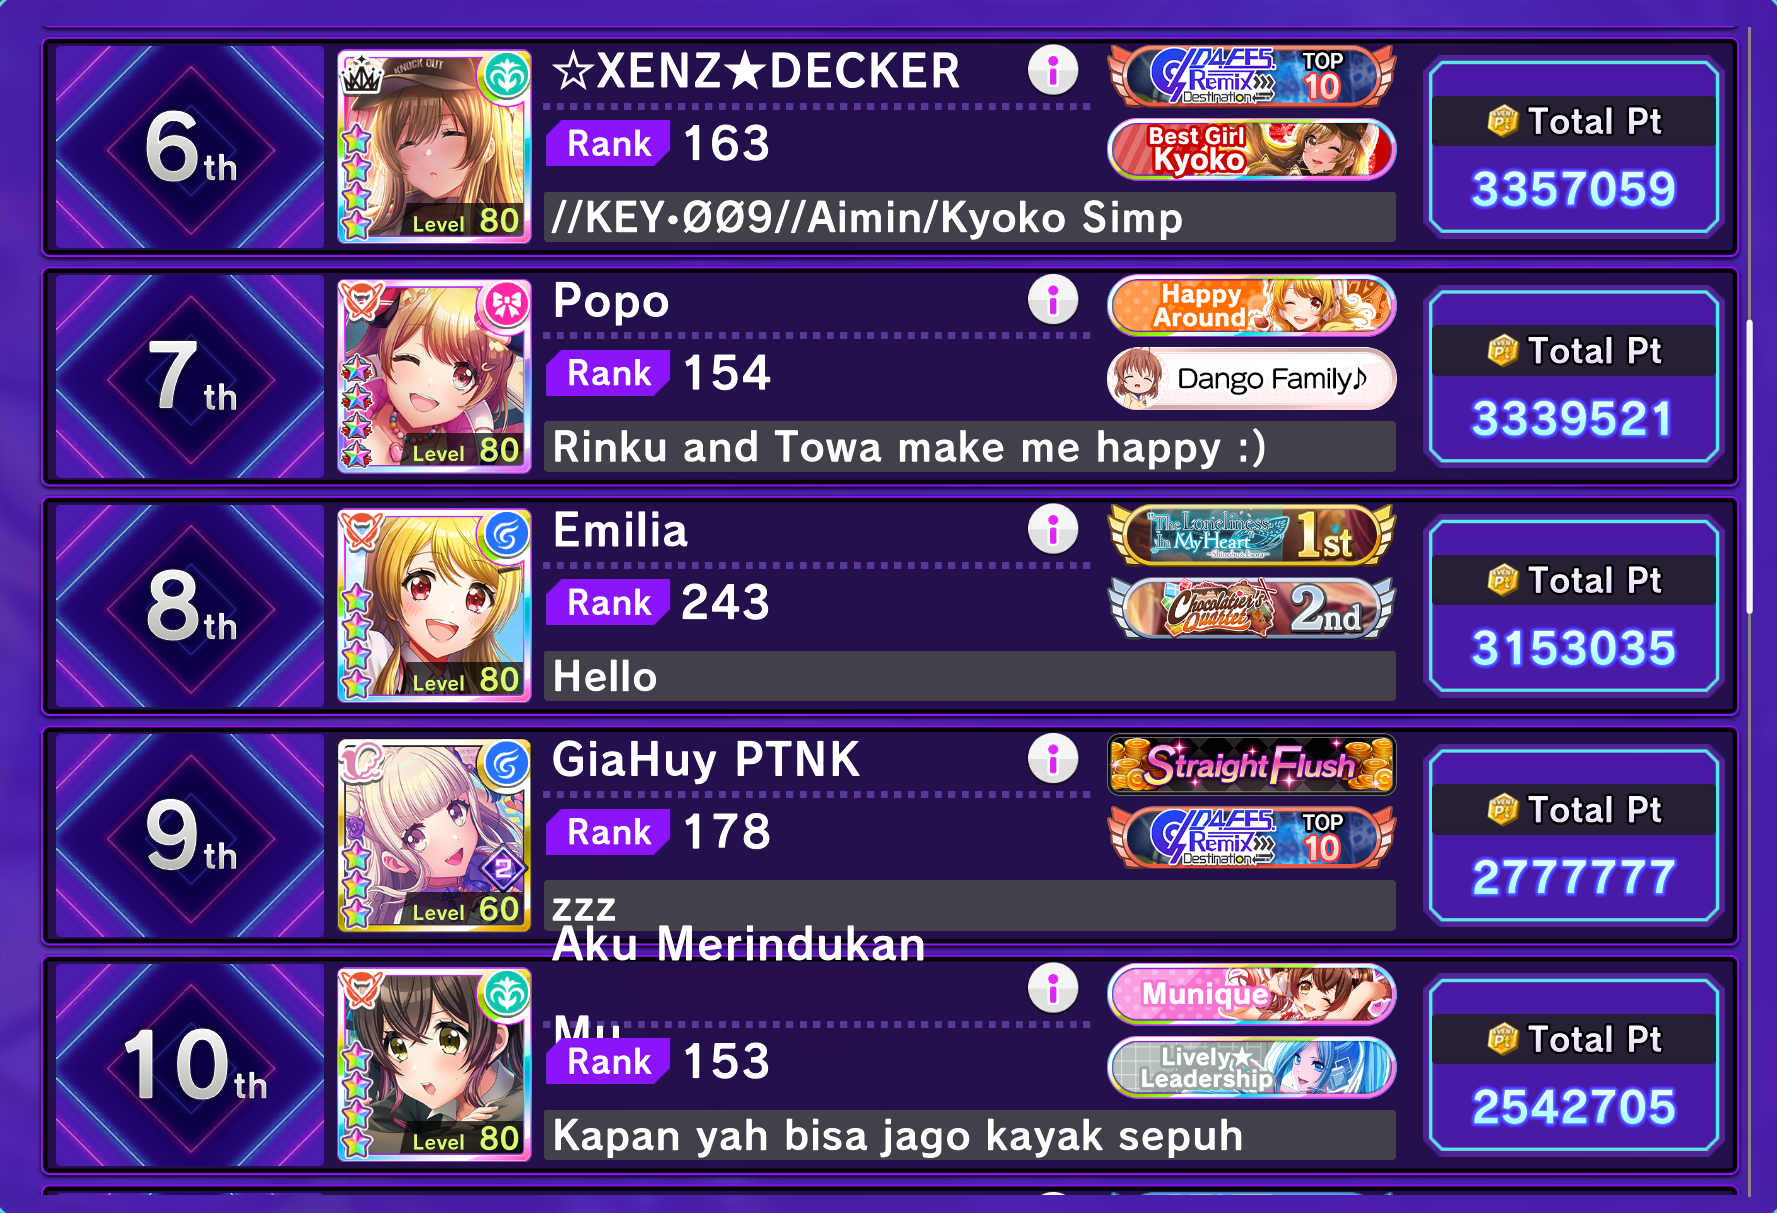 6th
KNOCK OUT
Level 80
☆XENZ★DECKER
Rank 163
//KEY•ØØ9//Aimin/Kyoko Simp
D4FES. Remix Destination TOP 10
Best Girl
Kyoko
Total Pt
3357059
7th
Level 80
Popo
Rank 154
Rinku and Towa make me happy :)
Happy
Around
Dango Family♪
Total Pt
3339521
8th
Level 80
Emilia
Rank 243
Hello
"The Loneliness In My Heart" 1st
Chocolatier's Quartet 2nd
Total Pt
3153035
9th
2
Level 60
GiaHuy PTNK
Rank 178
zzz
Straight Flush
D4FES. Remix Destination TOP 10
Total Pt
2777777
10th
Level 80
Aku Merindukan
Mu
Rank 153
Kapan yah bisa jago kayak sepuh
Munique
Lively★
Leadership
Total Pt
2542705